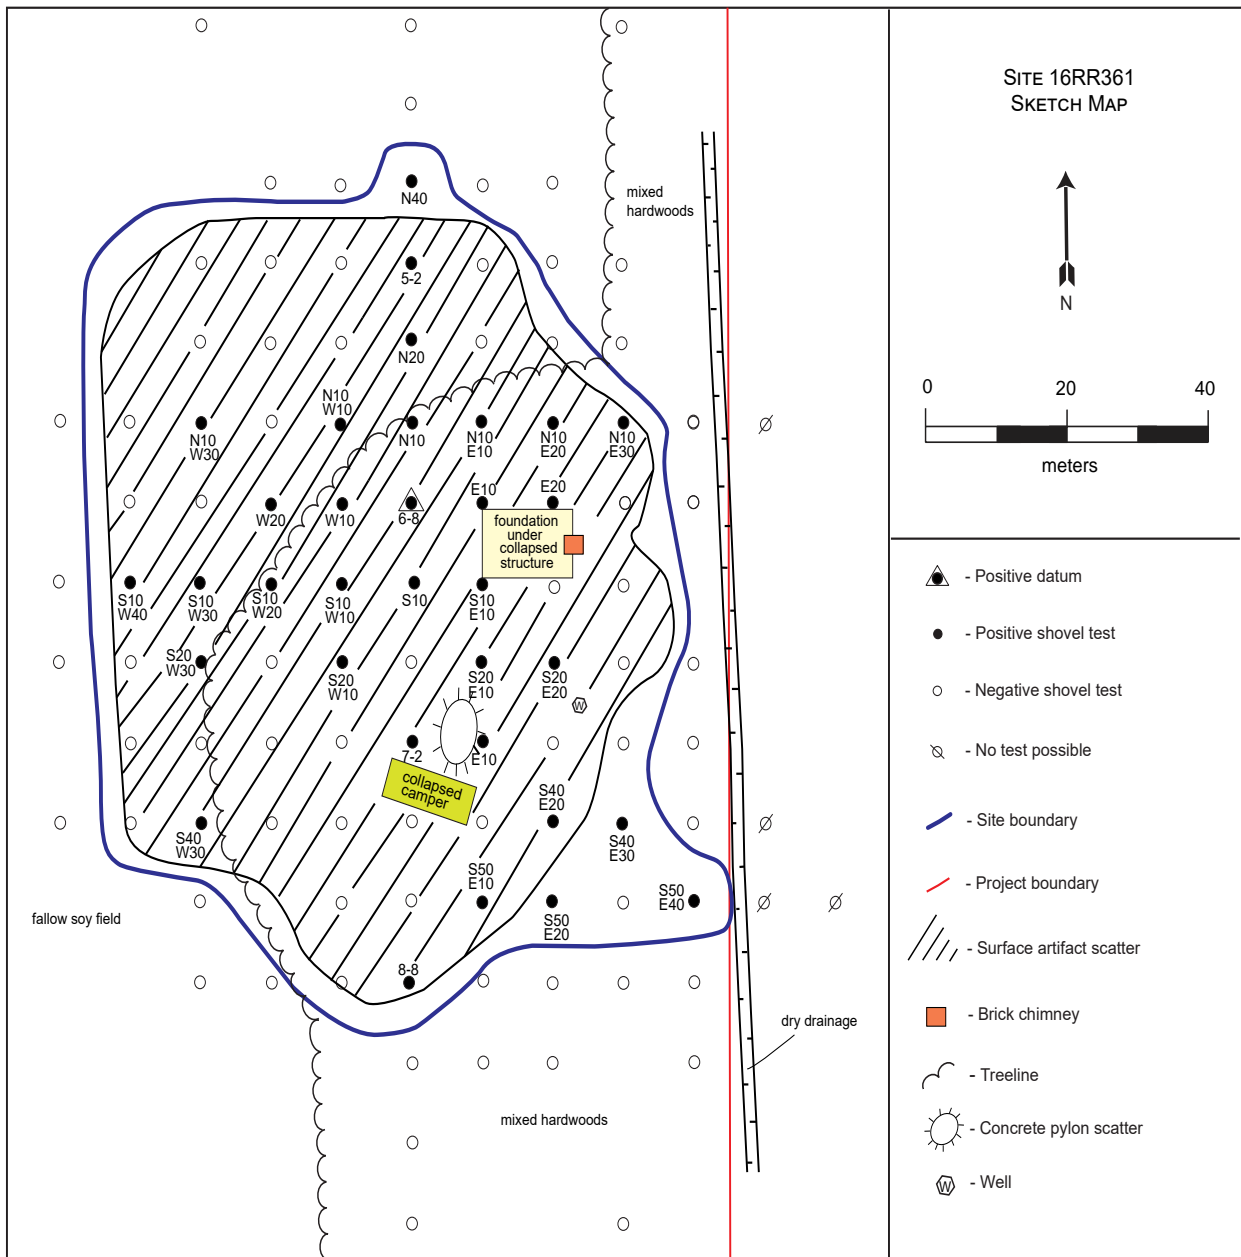 SITE 16RR361
SKETCH MAP
N
0 20 40
meters
mixed
hardwoods
N40
5-2
N20
N10
W10
N10
W30
N10
N10
E10
N10
E20
N10
E30
W20
W10
6-8
E10
E20
foundation
under
collapsed
structure
S10
W40
S10
W30
S10
W20
S10
W10
S10
S10
E10
S20
W30
S20
W10
S20
E10
S20
E20
W
7-2
E10
collapsed
camper
S40
W30
S40
E20
S40
E30
S50
E10
S50
E20
S50
E40
fallow soy field
8-8
dry drainage
mixed hardwoods
- Positive datum
- Positive shovel test
- Negative shovel test
- No test possible
- Site boundary
- Project boundary
- Surface artifact scatter
- Brick chimney
- Treeline
- Concrete pylon scatter
W - Well